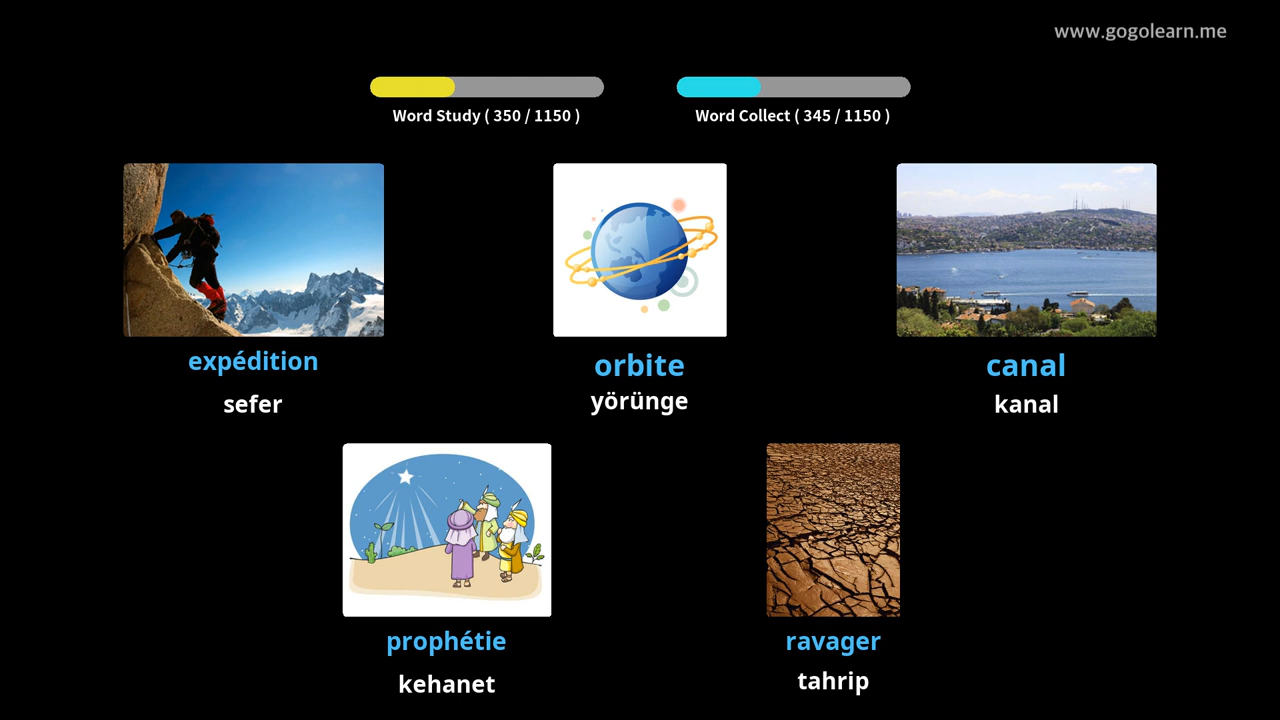 www.gogolearn.me
Word Study ( 350 / 1150 )
Word Collect ( 345 / 1150 )
expédition
sefer
orbite
yörünge
canal
kanal
prophétie
kehanet
ravager
tahrip